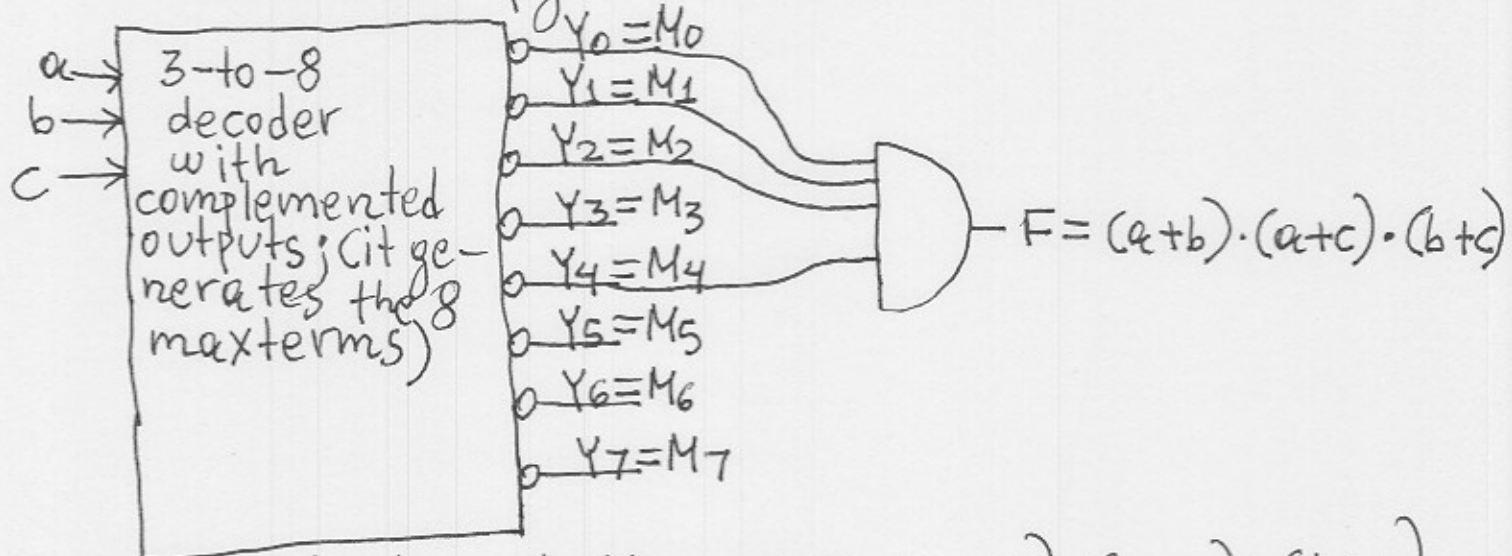 a
b
c
3-to-8
decoder
with
complemented
outputs; (it ge-
nerates the 8
maxterms)
Y0=M0
Y1=M1
Y2=M2
Y3=M3
Y4=M4
Y5=M5
Y6=M6
Y7=M7
F=(a+b)·(a+c)·(b+c)